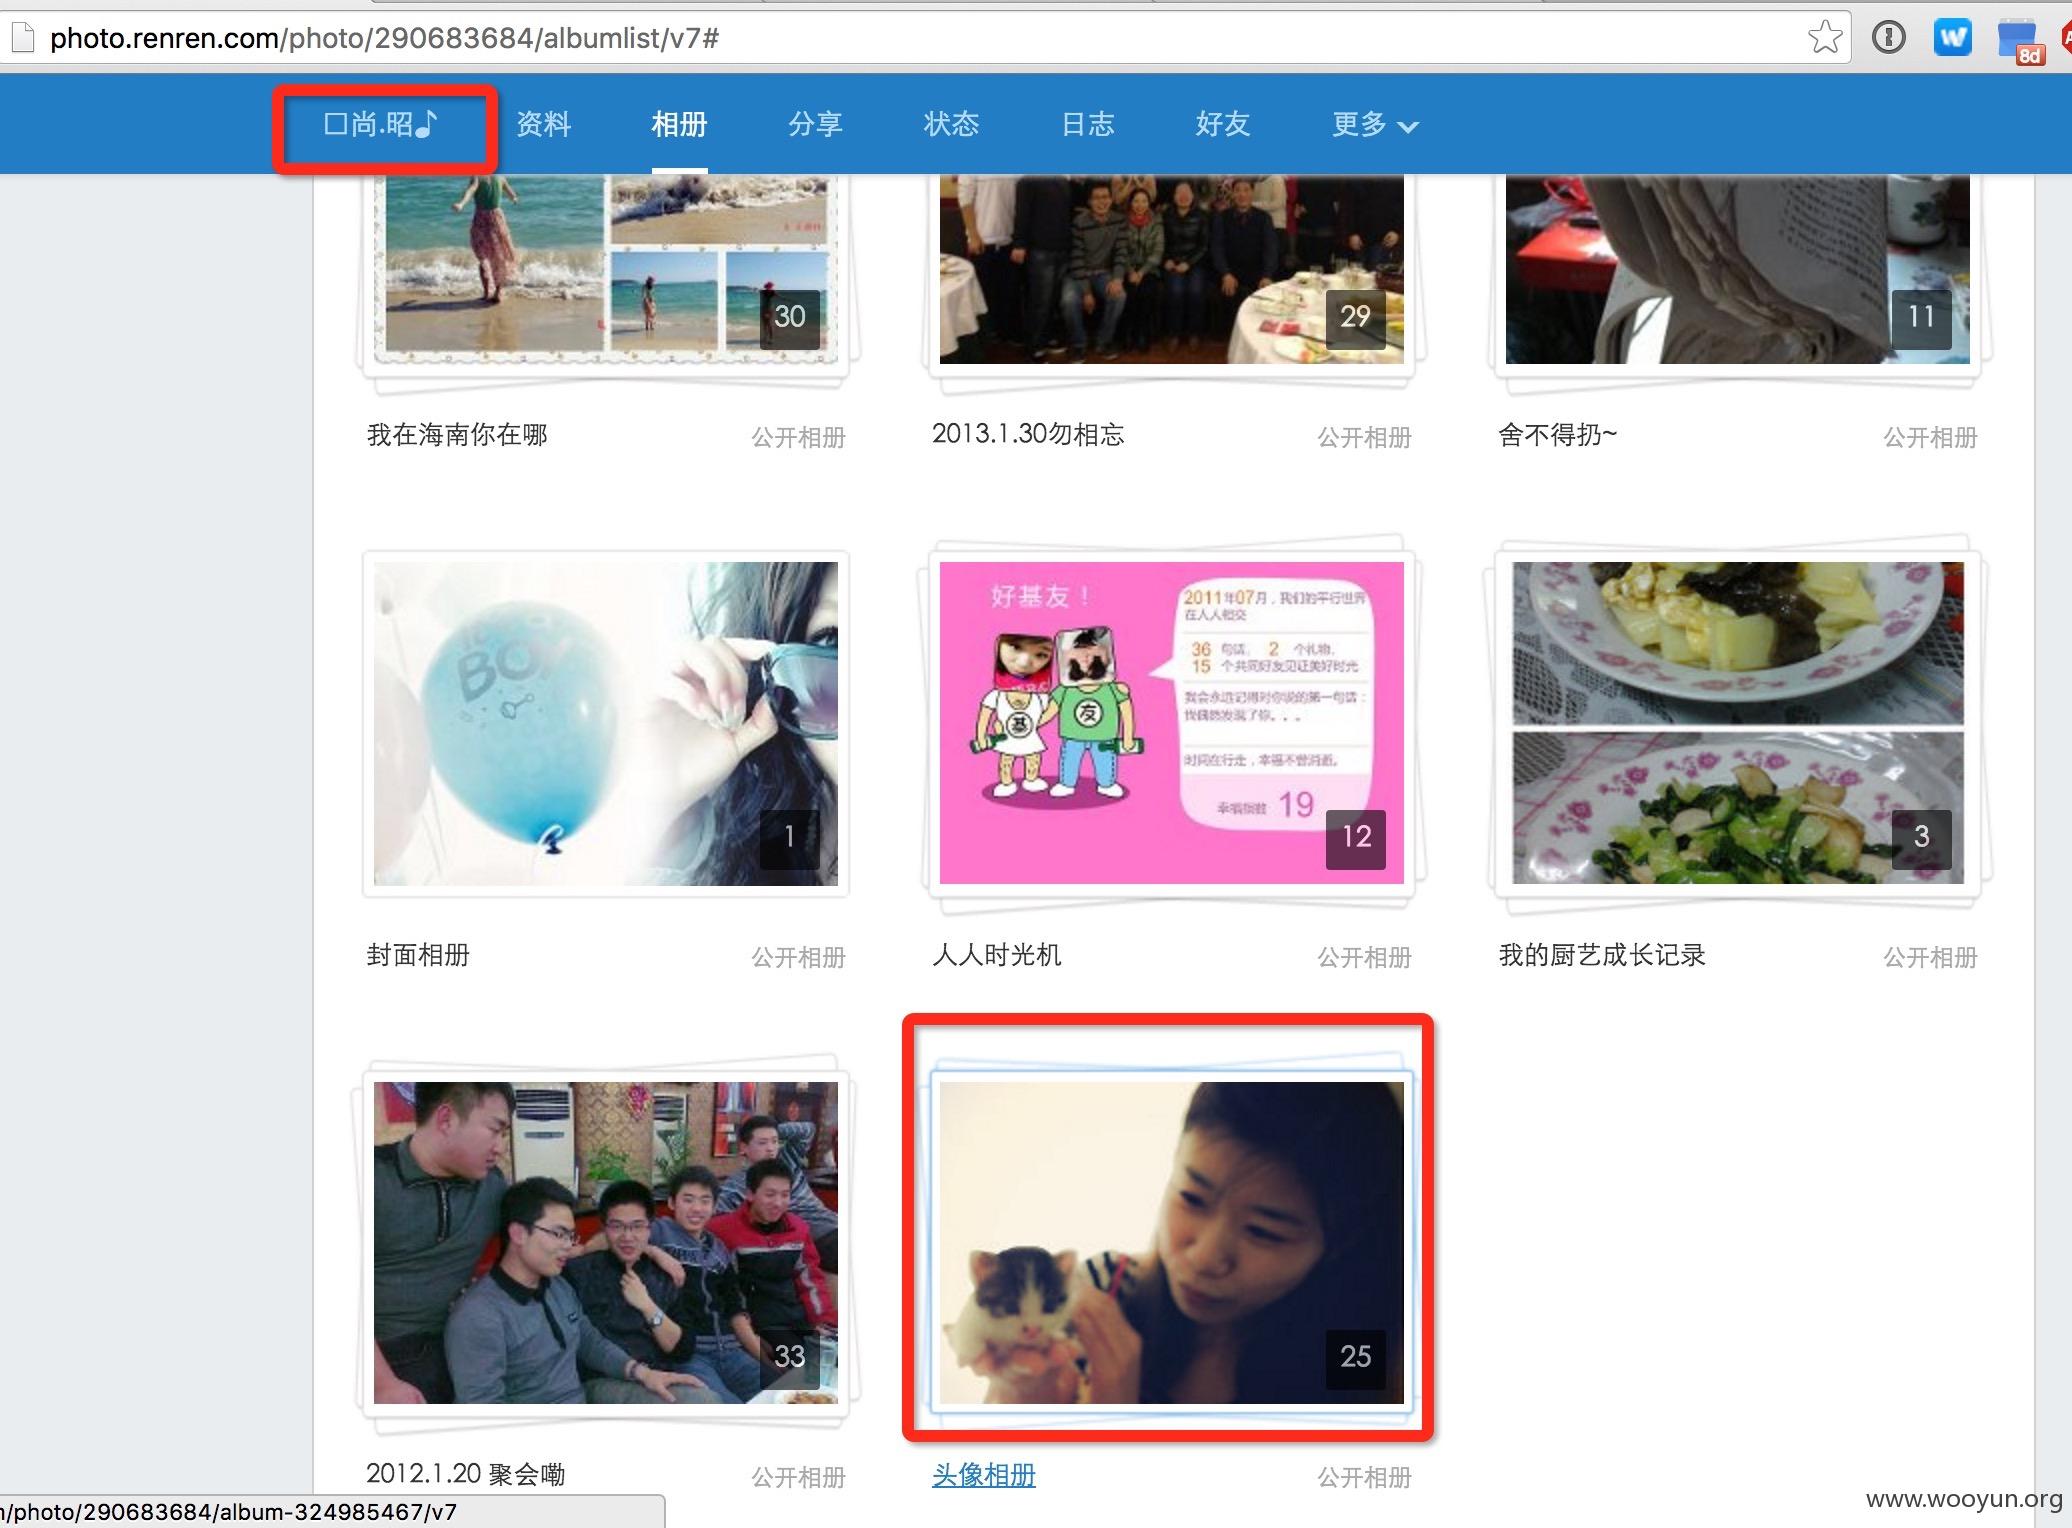 photo.renren.com/photo/290683684/albumlist/v7#
8d
口尚.昭♪ 资料 相册 分享 状态 日志 好友 更多
30
29
11
我在海南你在哪 公开相册
2013.1.30勿相忘 公开相册
舍不得扔~ 公开相册
BOY
1
好基友！
2011年07月，我们的平行世界
在人人相交
36 句话， 2 个礼物，
15 个共同好友见证美好时光
我会永远记得对你说的第一句话：
我偶然发现了你。。。
时间在行走，幸福不曾消逝。
幸福指数 19
基 友
12
3
封面相册 公开相册
人人时光机 公开相册
我的厨艺成长记录 公开相册
33
25
2012.1.20 聚会嘞 公开相册
头像相册 公开相册
/photo/290683684/album-324985467/v7
www.wooyun.org